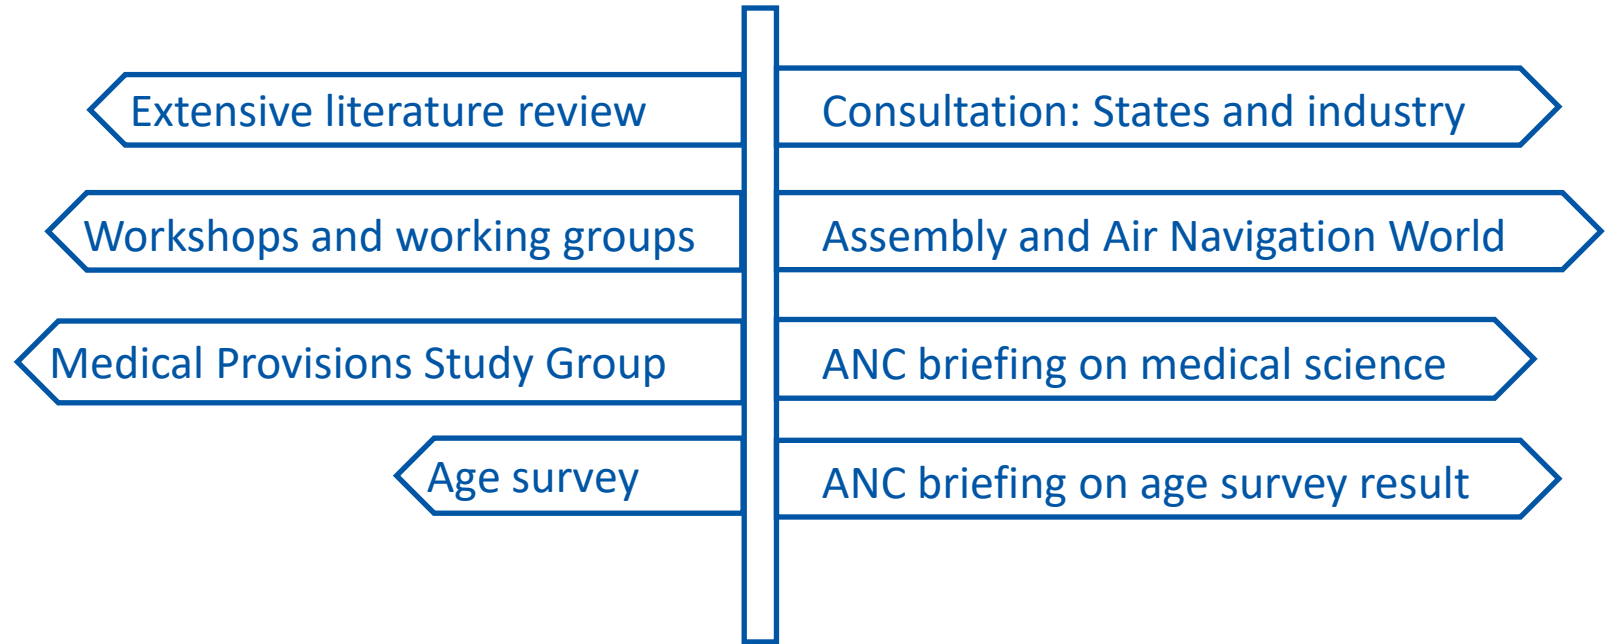 Extensive literature review
Consultation: States and industry
Workshops and working groups
Assembly and Air Navigation World
Medical Provisions Study Group
ANC briefing on medical science
Age survey
ANC briefing on age survey result